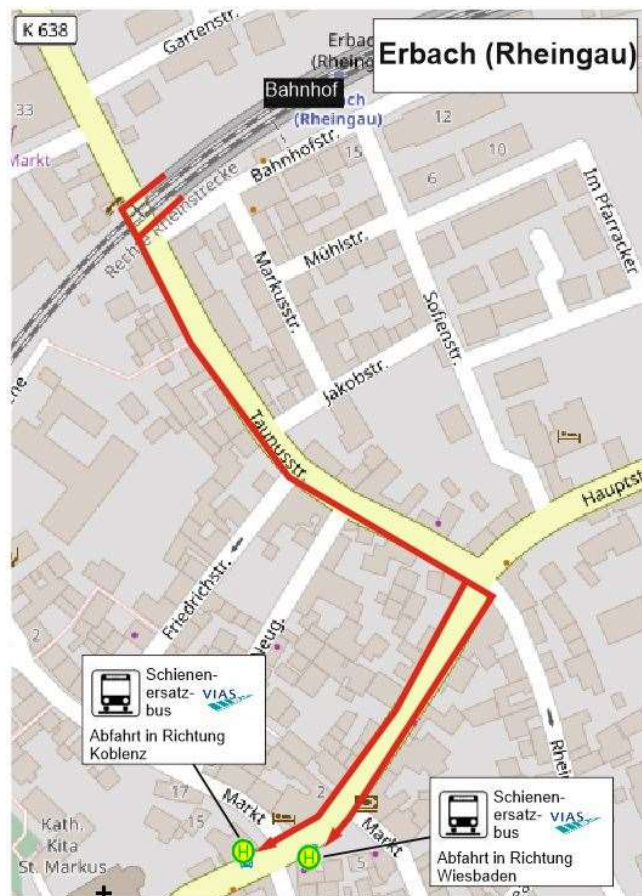 K 638
Gartenstr.
Erbach (Rheingau)
Bahnhof
(Rheingau)
33
Markt
12
15
10
6
Bahnhofstr.
Rechte Rheinstrecke
Im Pfarracker
Mühlstr.
Markusstr.
Sofienstr.
Jakobstr.
Taunusstr.
Friedrichstr.
Neug.
2
Schienen-
ersatz-
bus
VIAS
Abfahrt in Richtung
Koblenz
17
15
Markt
2
H
Kath.
Kita
St. Markus
H
Markt
5
Schienen-
ersatz-
bus
VIAS
Abfahrt in Richtung
Wiesbaden